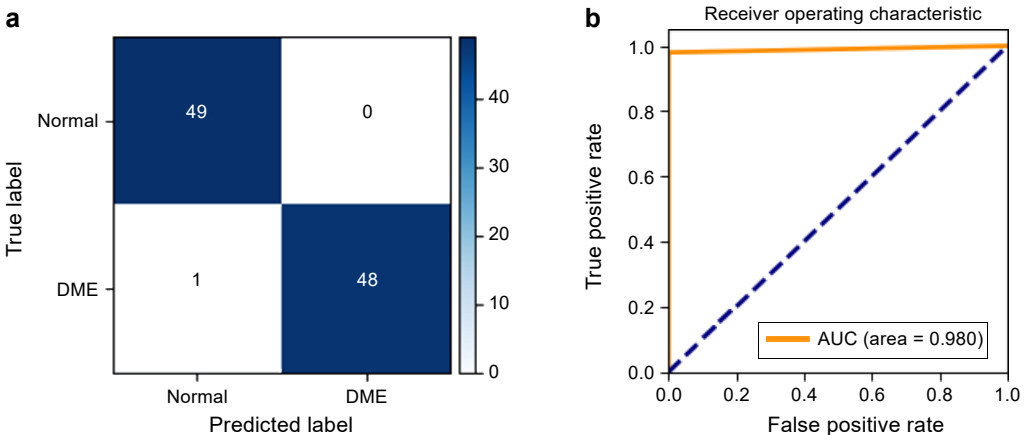 a
True label
Normal
DME
49
0
1
48
Normal
DME
Predicted label
40
30
20
10
0
b
Receiver operating characteristic
True positive rate
1.0
0.8
0.6
0.4
0.2
0.0
AUC (area = 0.980)
0.0
0.2
0.4
0.6
0.8
1.0
False positive rate